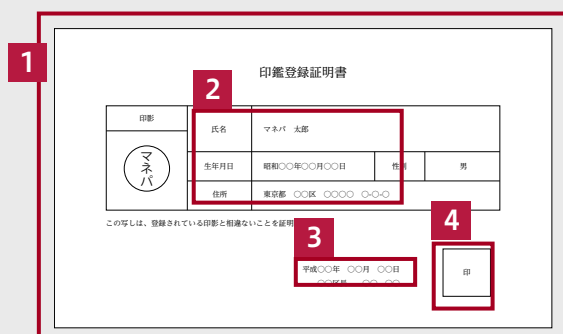 1
印鑑登録証明書
2
印影
氏名
マネパ 太郎
マネパ
生年月日
昭和○○年○○月○○日
性別
男
住所
東京都 ○○区 ○○○○ ○-○-○
この写しは、登録されている印影と相違ないことを証明
3
4
平成○○年 ○○月 ○○日
印